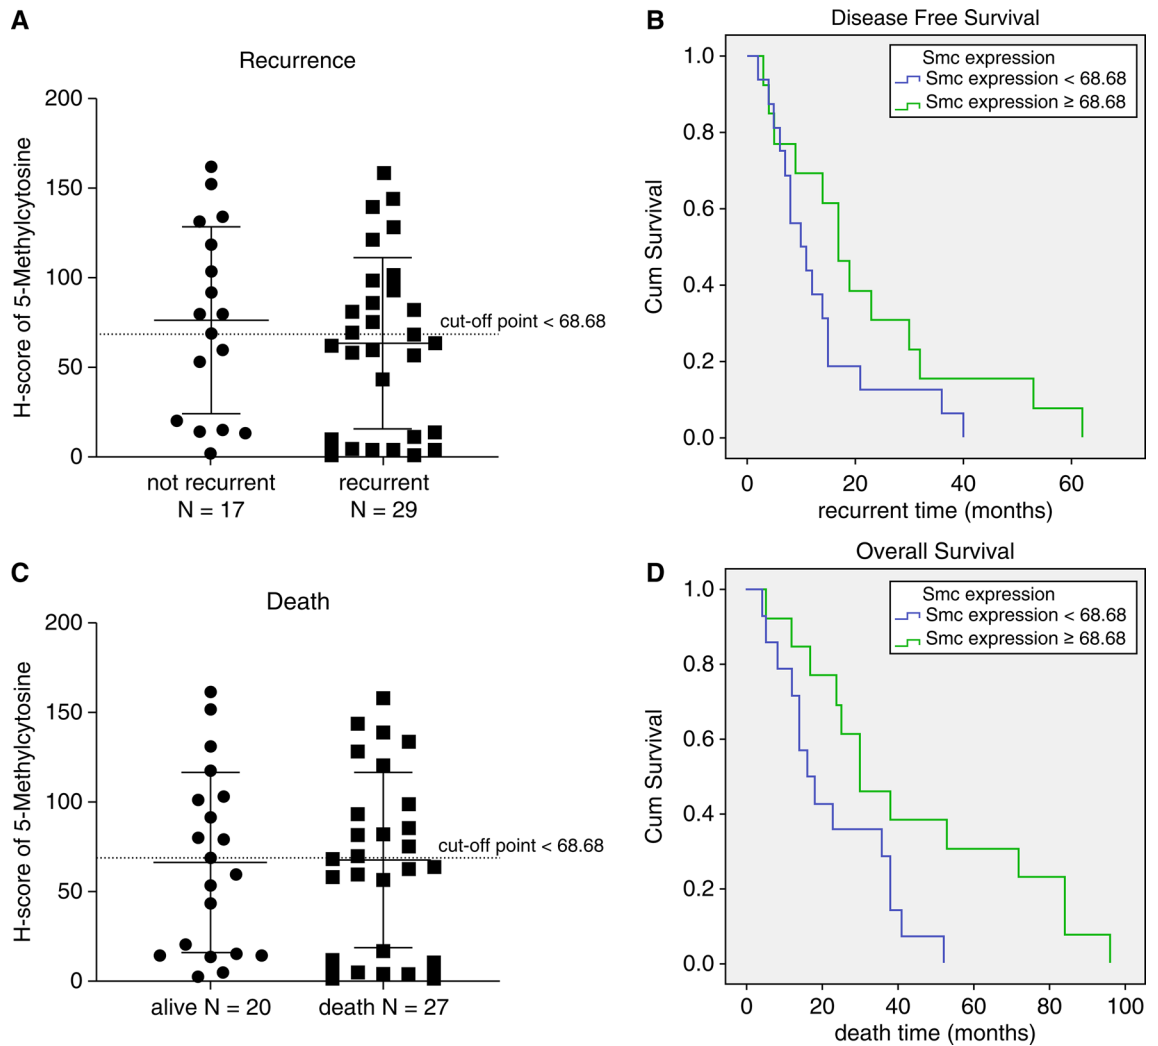 A
Recurrence
H-score of 5-Methylcytosine
200
150
100
50
0
cut-off point < 68.68
not recurrent
N = 17
recurrent
N = 29
B
Disease Free Survival
Smc expression
Smc expression < 68.68
Smc expression ≥ 68.68
Cum Survival
1.0
0.8
0.6
0.4
0.2
0.0
0 20 40 60
recurrent time (months)
C
Death
H-score of 5-Methylcytosine
200
150
100
50
0
cut-off point < 68.68
alive N = 20 death N = 27
D
Overall Survival
Smc expression
Smc expression < 68.68
Smc expression ≥ 68.68
Cum Survival
1.0
0.8
0.6
0.4
0.2
0.0
0 20 40 60 80 100
death time (months)